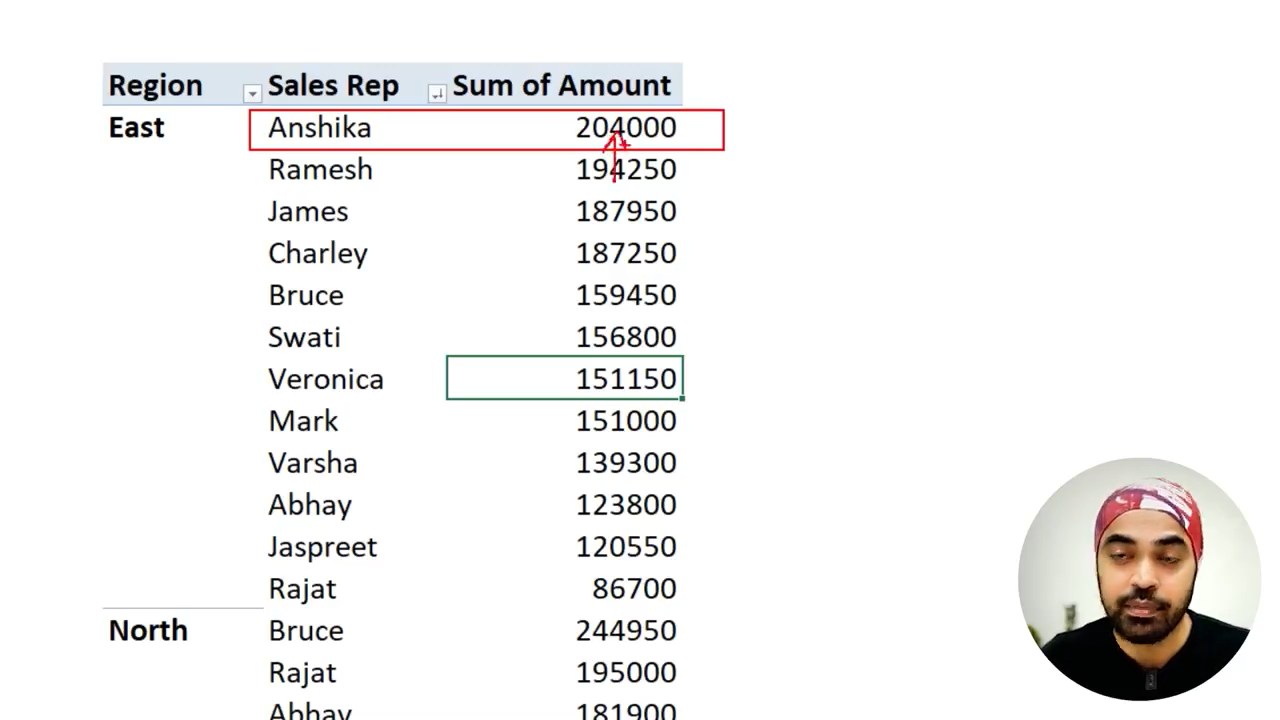 Region Sales Rep Sum of Amount
East Anshika 204000
Ramesh 194250
James 187950
Charley 187250
Bruce 159450
Swati 156800
Veronica 151150
Mark 151000
Varsha 139300
Abhay 123800
Jaspreet 120550
Rajat 86700
North Bruce 244950
Rajat 195000
Abhay 181900